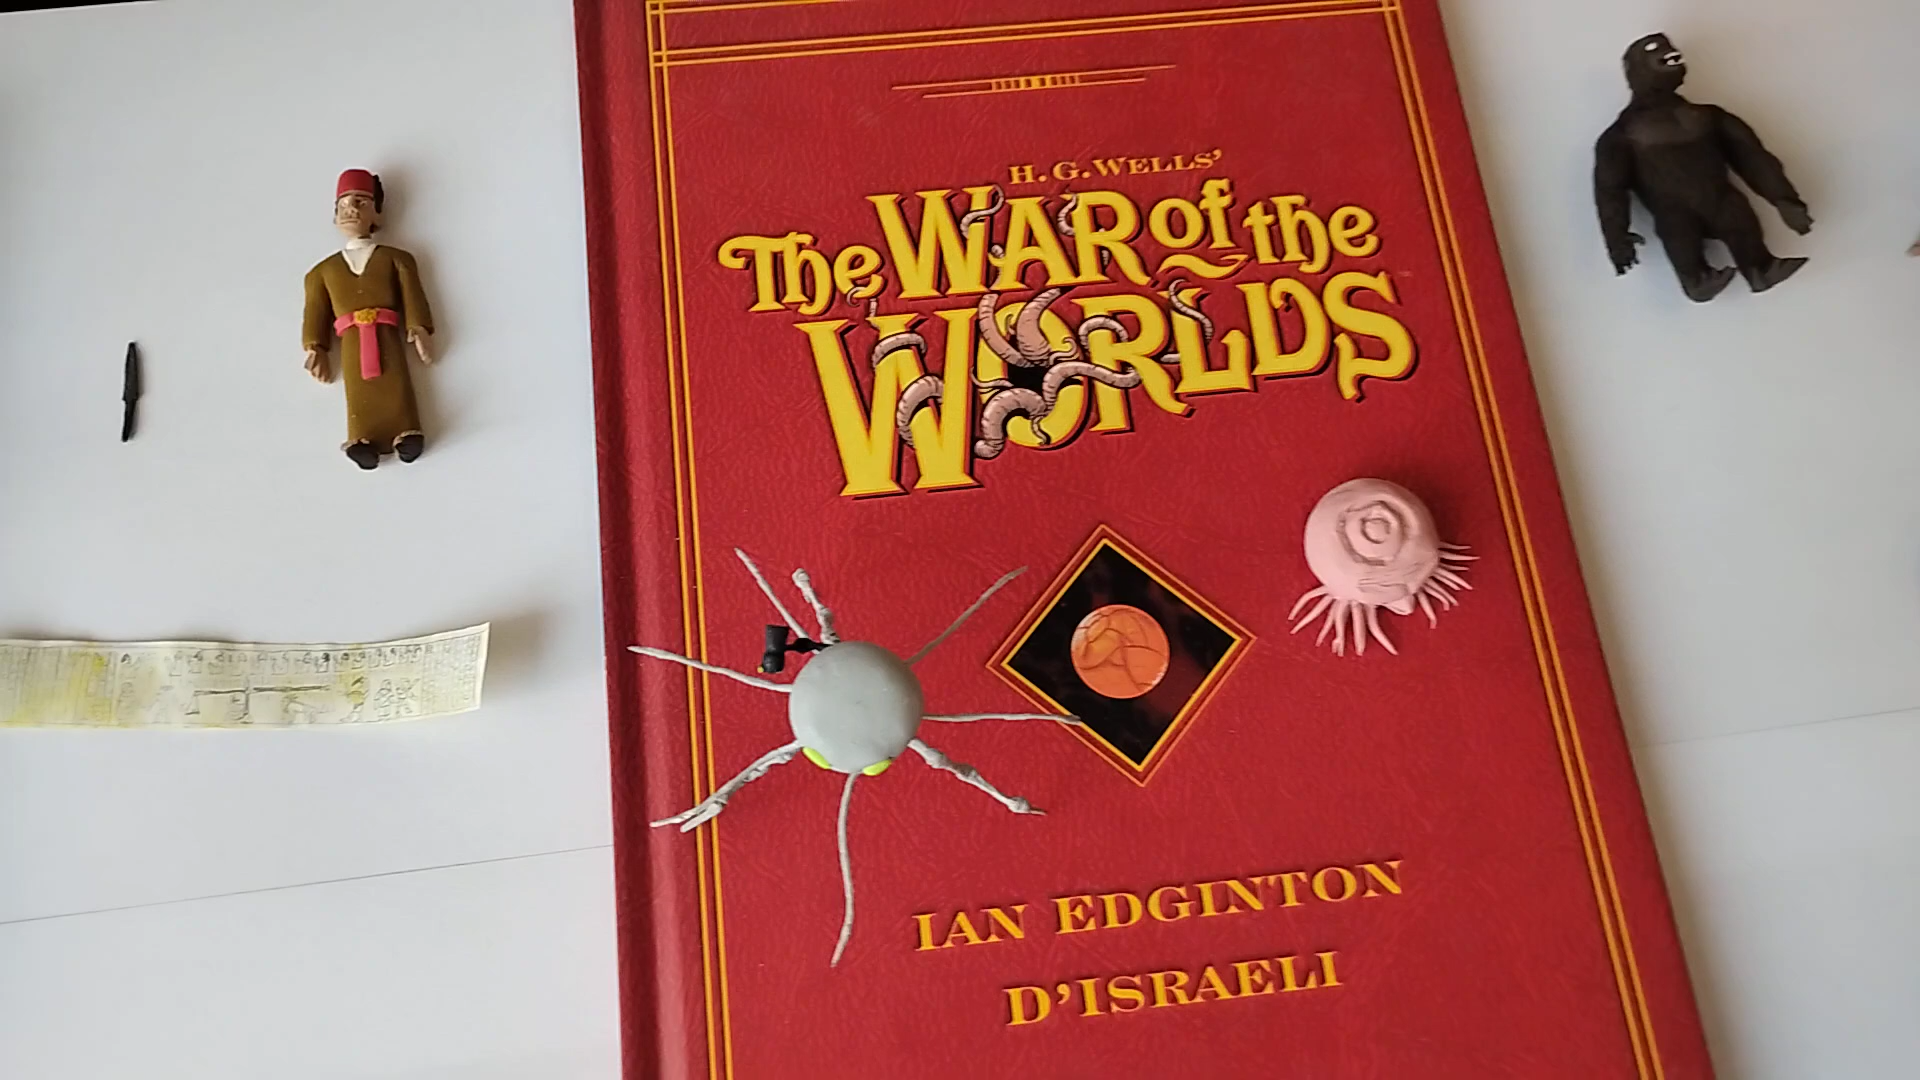 H. G. WELLS'
The WAR of the
WORLDS
IAN EDGINTON
D'ISRAELI